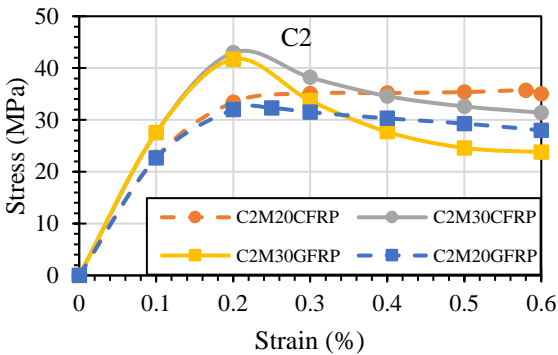 C2
50
40
30
20
10
0
Stress (MPa)
C2M20CFRP
C2M30CFRP
C2M30GFRP
C2M20GFRP
0 0.1 0.2 0.3 0.4 0.5 0.6
Strain (%)